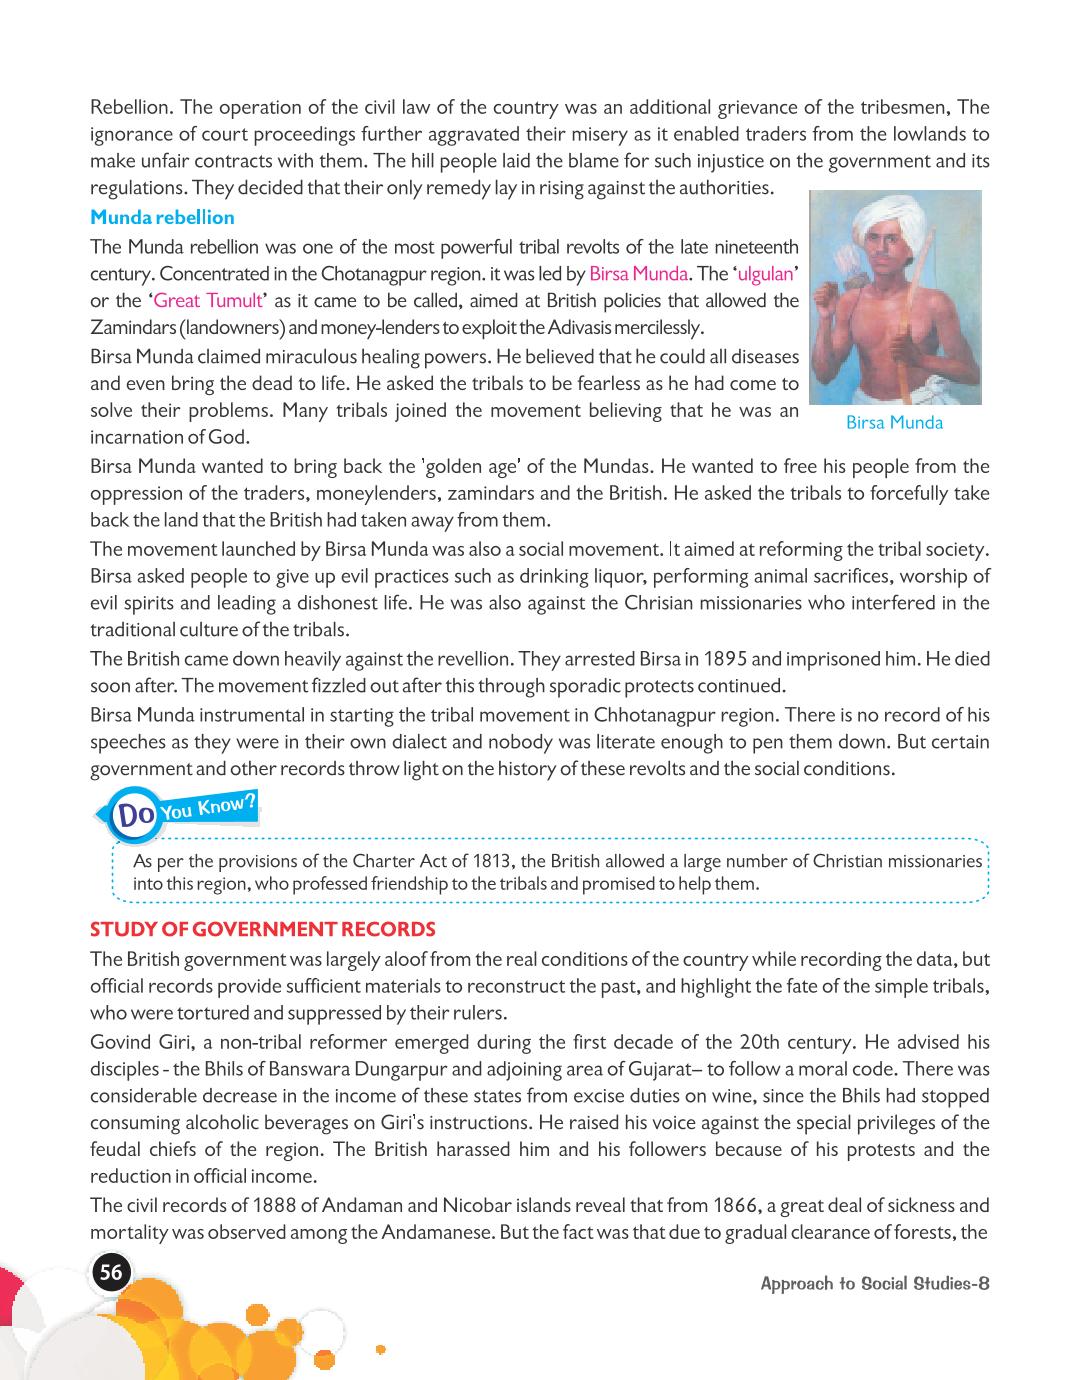 Rebellion. The operation of the civil law of the country was an additional grievance of the tribesmen, The
ignorance of court proceedings further aggravated their misery as it enabled traders from the lowlands to
make unfair contracts with them. The hill people laid the blame for such injustice on the government and its
regulations. They decided that their only remedy lay in rising against the authorities.
Munda rebellion
The Munda rebellion was one of the most powerful tribal revolts of the late nineteenth
century. Concentrated in the Chotanagpur region. it was led by Birsa Munda. The ‘ulgulan’
or the ‘Great Tumult’ as it came to be called, aimed at British policies that allowed the
Zamindars (landowners) and money-lenders to exploit the Adivasis mercilessly.
Birsa Munda claimed miraculous healing powers. He believed that he could all diseases
and even bring the dead to life. He asked the tribals to be fearless as he had come to
solve their problems. Many tribals joined the movement believing that he was an
incarnation of God.
Birsa Munda
Birsa Munda wanted to bring back the 'golden age' of the Mundas. He wanted to free his people from the
oppression of the traders, moneylenders, zamindars and the British. He asked the tribals to forcefully take
back the land that the British had taken away from them.
The movement launched by Birsa Munda was also a social movement. It aimed at reforming the tribal society.
Birsa asked people to give up evil practices such as drinking liquor, performing animal sacrifices, worship of
evil spirits and leading a dishonest life. He was also against the Chrisian missionaries who interfered in the
traditional culture of the tribals.
The British came down heavily against the revellion. They arrested Birsa in 1895 and imprisoned him. He died
soon after. The movement fizzled out after this through sporadic protects continued.
Birsa Munda instrumental in starting the tribal movement in Chhotanagpur region. There is no record of his
speeches as they were in their own dialect and nobody was literate enough to pen them down. But certain
government and other records throw light on the history of these revolts and the social conditions.
Do You Know?
As per the provisions of the Charter Act of 1813, the British allowed a large number of Christian missionaries
into this region, who professed friendship to the tribals and promised to help them.
STUDY OF GOVERNMENT RECORDS
The British government was largely aloof from the real conditions of the country while recording the data, but
official records provide sufficient materials to reconstruct the past, and highlight the fate of the simple tribals,
who were tortured and suppressed by their rulers.
Govind Giri, a non-tribal reformer emerged during the first decade of the 20th century. He advised his
disciples - the Bhils of Banswara Dungarpur and adjoining area of Gujarat– to follow a moral code. There was
considerable decrease in the income of these states from excise duties on wine, since the Bhils had stopped
consuming alcoholic beverages on Giri's instructions. He raised his voice against the special privileges of the
feudal chiefs of the region. The British harassed him and his followers because of his protests and the
reduction in official income.
The civil records of 1888 of Andaman and Nicobar islands reveal that from 1866, a great deal of sickness and
mortality was observed among the Andamanese. But the fact was that due to gradual clearance of forests, the
56
Approach to Social Studies-8